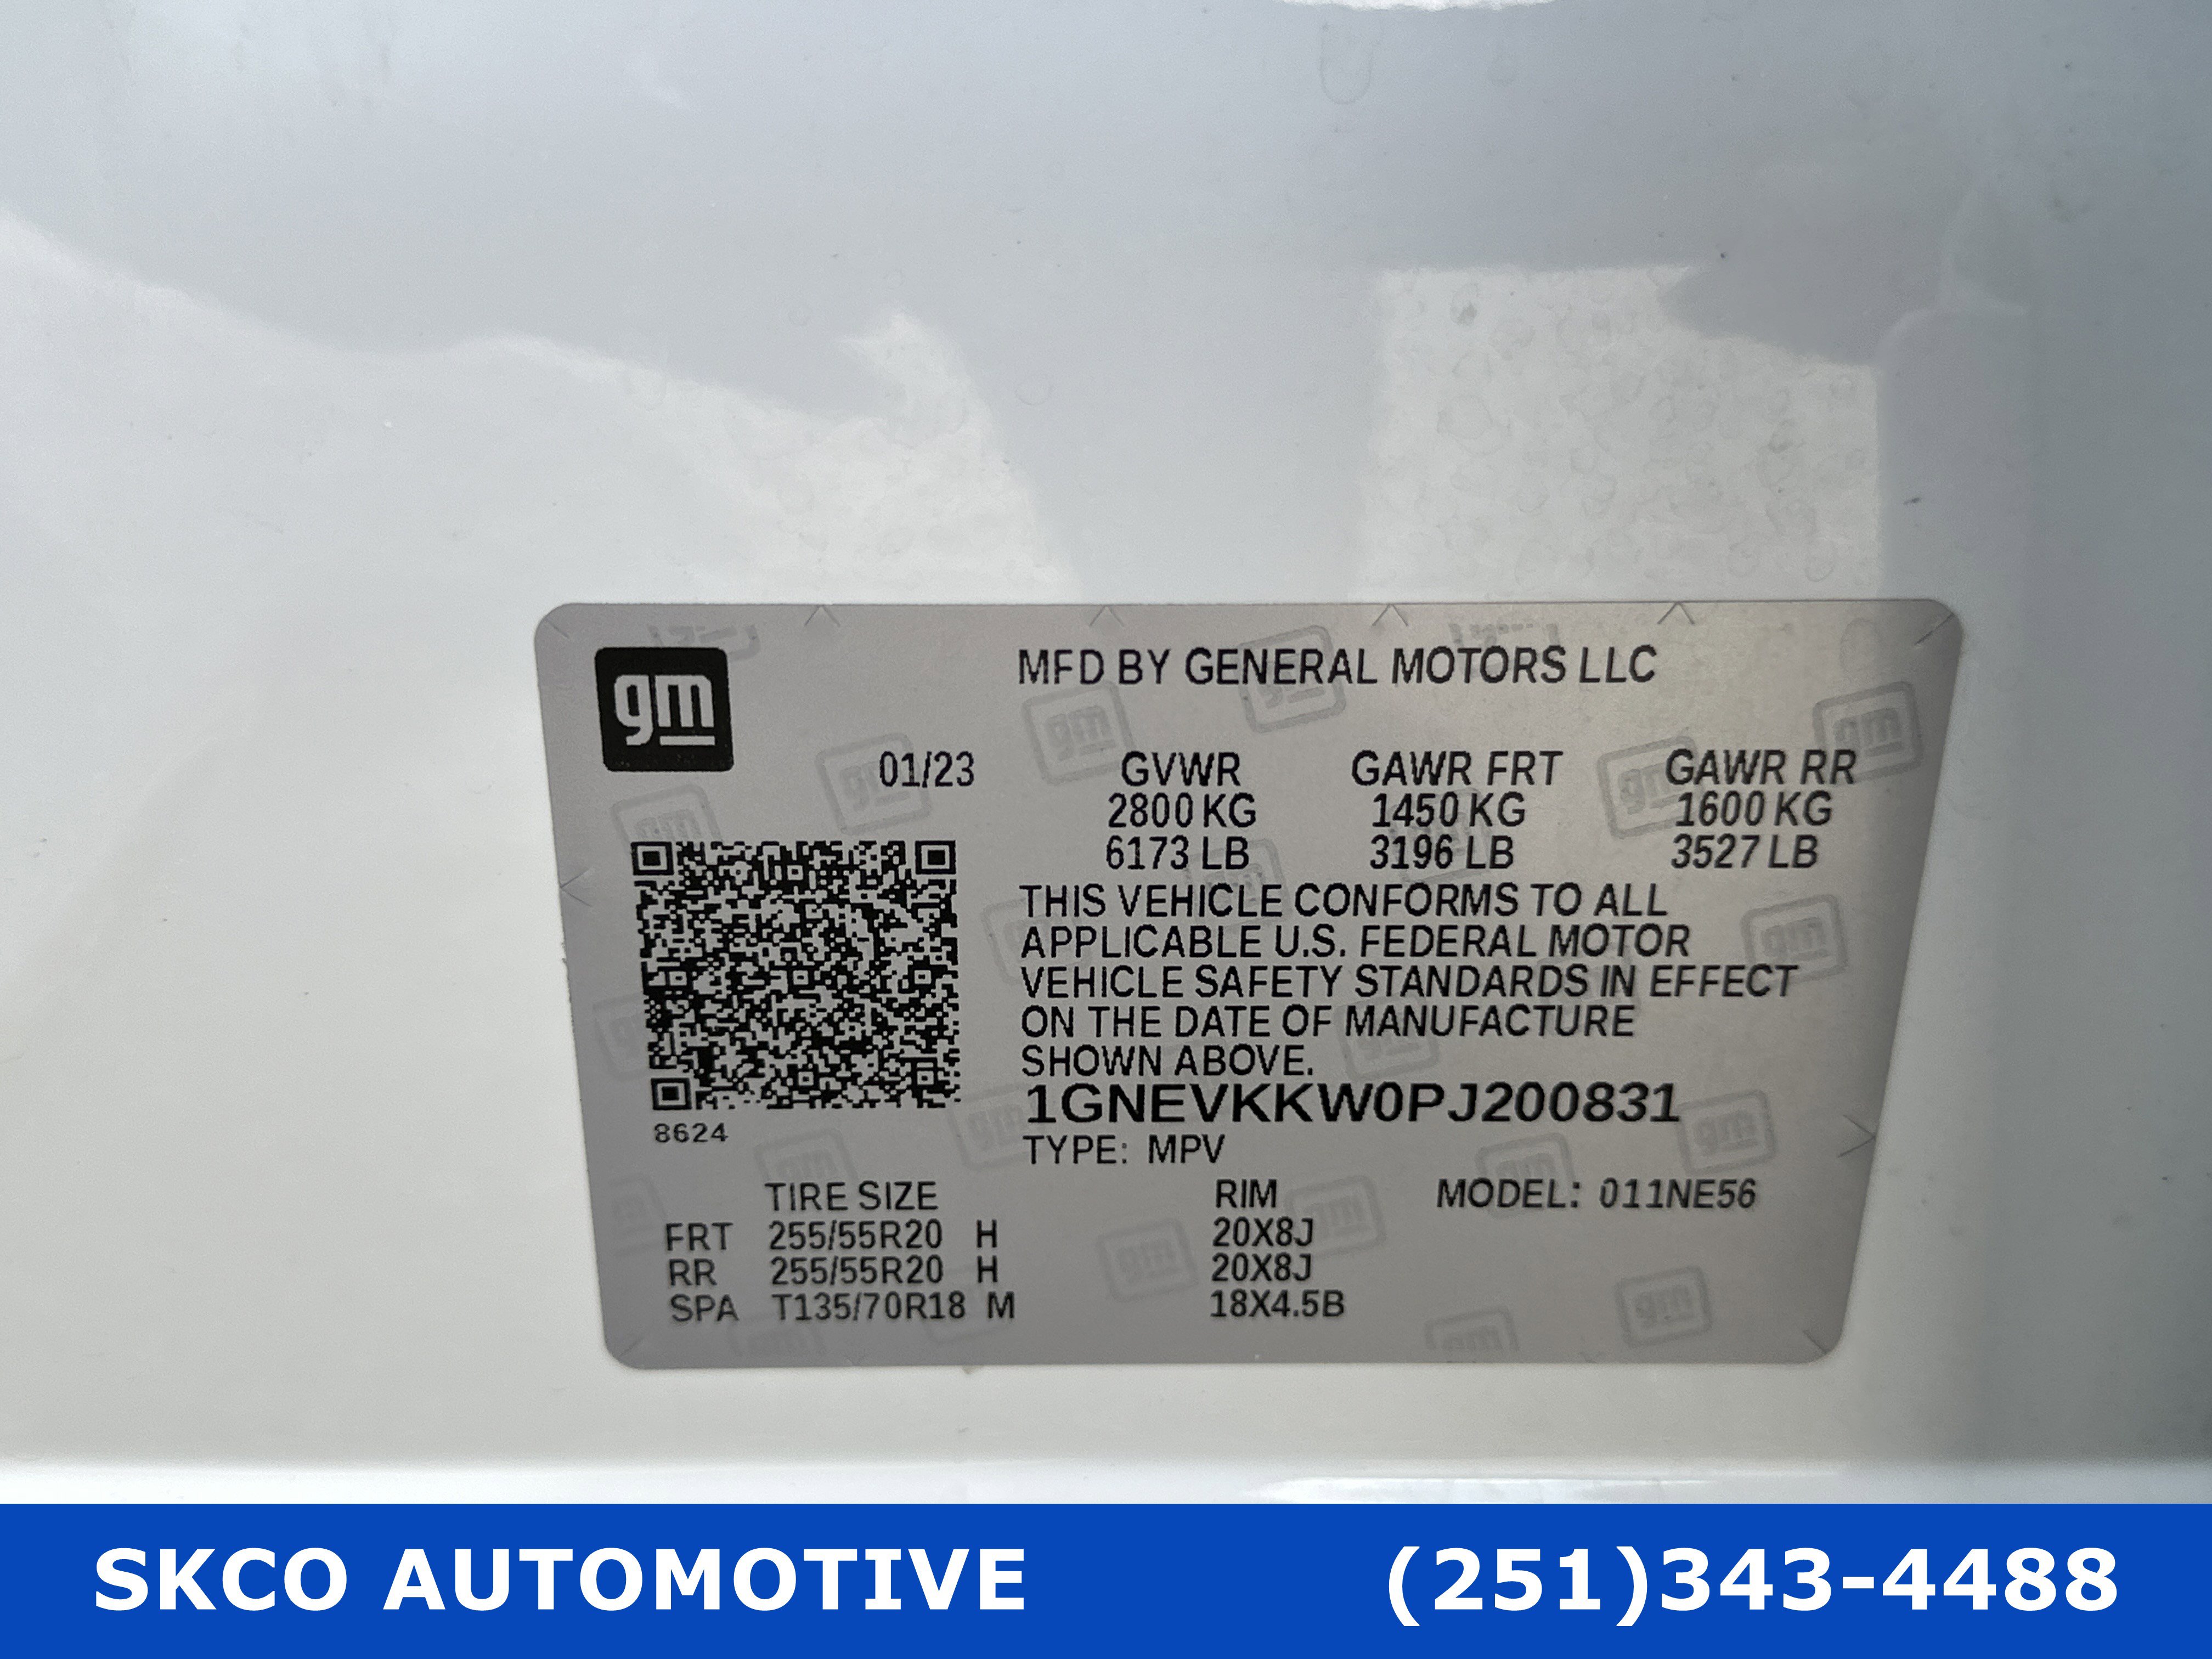 gm
MFD BY GENERAL MOTORS LLC
01/23 GVWR GAWR FRT GAWR RR
2800 KG 1450 KG 1600 KG
6173 LB 3196 LB 3527 LB
THIS VEHICLE CONFORMS TO ALL
APPLICABLE U.S. FEDERAL MOTOR
VEHICLE SAFETY STANDARDS IN EFFECT
ON THE DATE OF MANUFACTURE
SHOWN ABOVE.
1GNEVKKW0PJ200831
8624
TYPE: MPV
TIRE SIZE RIM MODEL: 011NE56
FRT 255/55R20 H 20X8J
RR 255/55R20 H 20X8J
SPA T135/70R18 M 18X4.5B
SKCO AUTOMOTIVE (251)343-4488